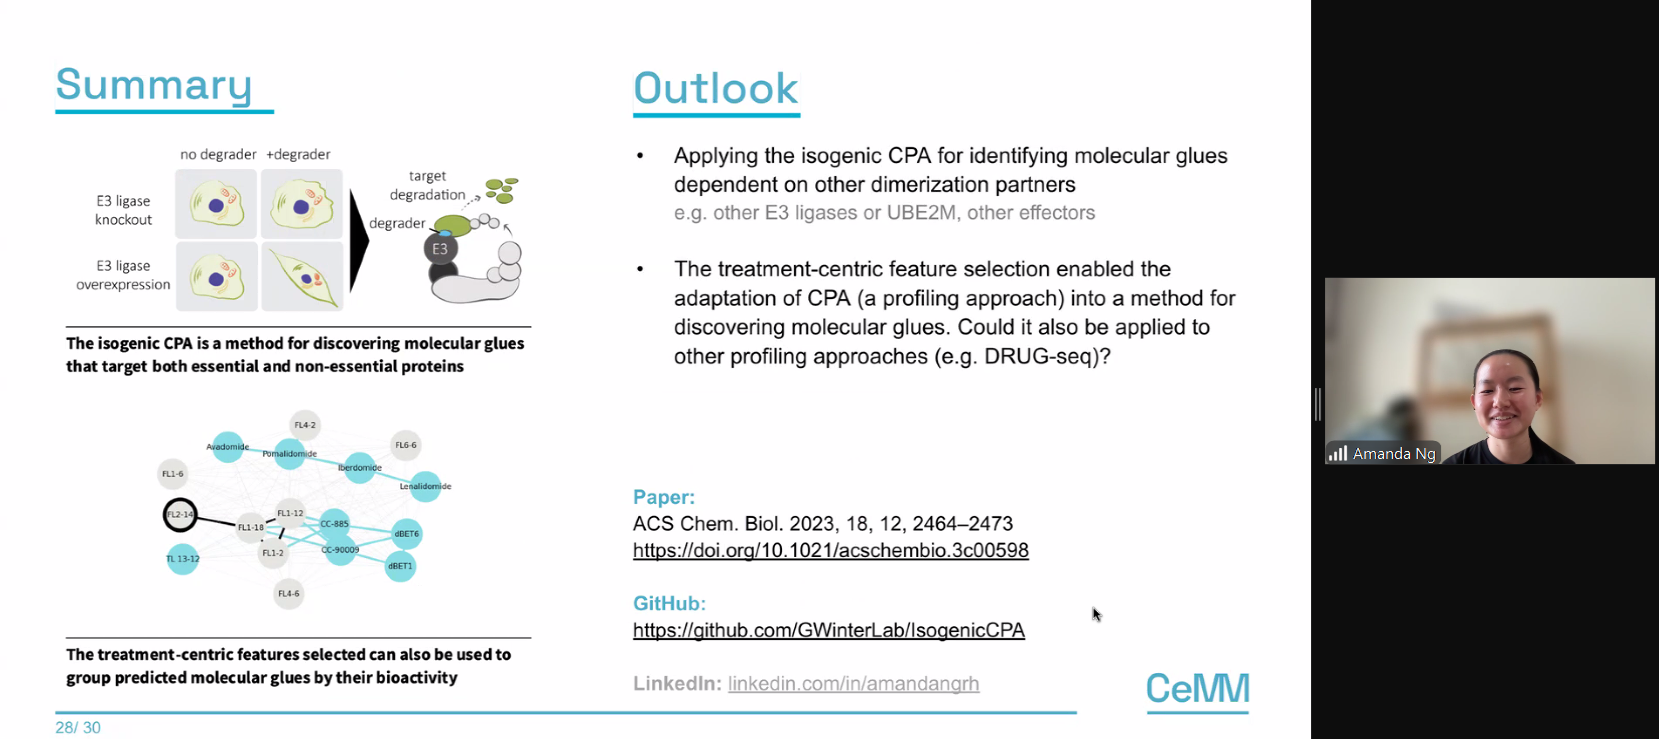 Summary
no degrader +degrader
E3 ligase
knockout
E3 ligase
overexpression
target
degradation
degrader
E3
The isogenic CPA is a method for discovering molecular glues
that target both essential and non-essential proteins
FL4-2
Avadomide
Pomalidomide
FL6-6
Iberdomide
FL1-6
Lenalidomide
FL2-14
FL1-12
FL1-18
CC-885
dBET6
FL1-2
CC-90009
TL 13-12
dBET1
FL4-6
The treatment-centric features selected can also be used to
group predicted molecular glues by their bioactivity
28/ 30
Outlook
• Applying the isogenic CPA for identifying molecular glues
dependent on other dimerization partners
e.g. other E3 ligases or UBE2M, other effectors
• The treatment-centric feature selection enabled the
adaptation of CPA (a profiling approach) into a method for
discovering molecular glues. Could it also be applied to
other profiling approaches (e.g. DRUG-seq)?
Paper:
ACS Chem. Biol. 2023, 18, 12, 2464–2473
https://doi.org/10.1021/acschembio.3c00598
GitHub:
https://github.com/GWinterLab/IsogenicCPA
LinkedIn: linkedin.com/in/amandangrh
CeMM
Amanda Ng